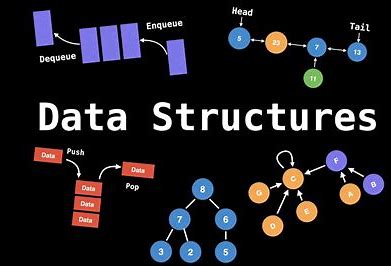 Enqueue
Dequeue
Head
Tail
5
23
7
13
11
Data Structures
Data
Push
Data
Pop
Data
Data
Data
8
7
6
3
2
5
F
C
G
A
B
D
E